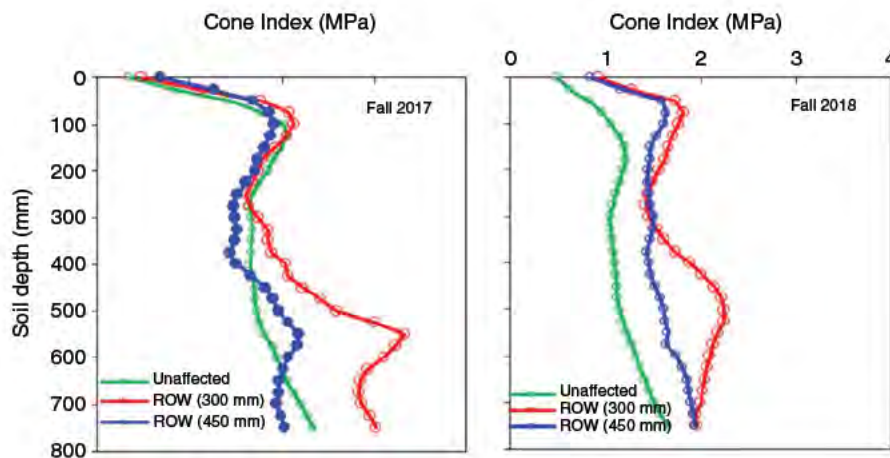 Cone Index (MPa)
Cone Index (MPa)
0 1 2 3 4
Soil depth (mm)
0
100
200
300
400
500
600
700
800
Fall 2017
Unaffected
ROW (300 mm)
ROW (450 mm)
Fall 2018
Unaffected
ROW (300 mm)
ROW (450 mm)